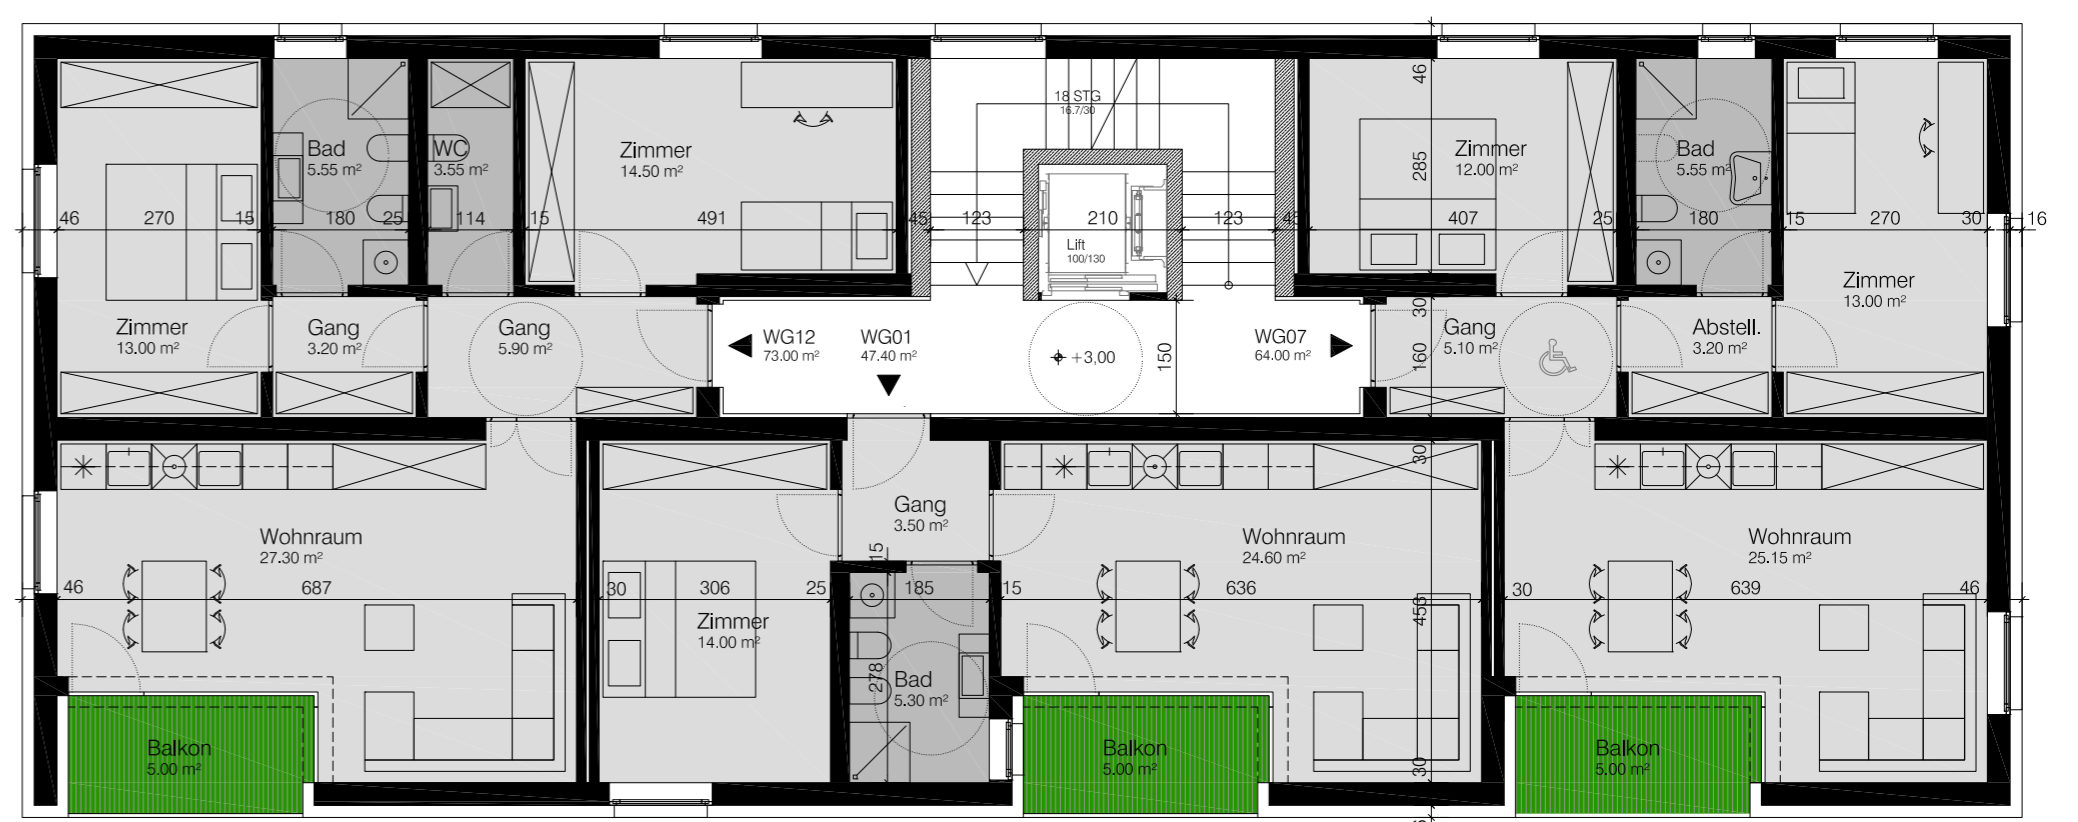 18 STG
16.7/30
46
Bad
5.55 m²
WC
3.55 m²
Zimmer
14.50 m²
285
Zimmer
12.00 m²
Bad
5.55 m²
46
270
15
180
25
114
15
491
45
123
210
123
407
25
180
15
270
30
16
Lift
100/130
Zimmer
13.00 m²
Zimmer
13.00 m²
Gang
3.20 m²
Gang
5.90 m²
WG12
73.00 m²
WG01
47.40 m²
+3,00
150
WG07
64.00 m²
30
160
Gang
5.10 m²
Abstell.
3.20 m²
30
Gang
3.50 m²
Wohnraum
27.30 m²
Wohnraum
24.60 m²
Wohnraum
25.15 m²
15
46
687
30
306
25
185
15
636
453
30
639
46
Zimmer
14.00 m²
278
Bad
5.30 m²
Balkon
5.00 m²
Balkon
5.00 m²
Balkon
5.00 m²
30